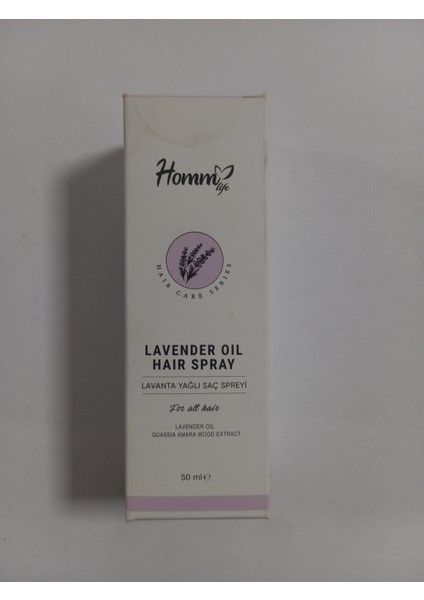 Homm
life
HAIR CARE SERIES
LAVENDER OIL
HAIR SPRAY
LAVANTA YAĞLI SAÇ SPREYİ
For all hair
LAVENDER OIL
QUASSIA AMARA WOOD EXTRACT
50 ml ℮